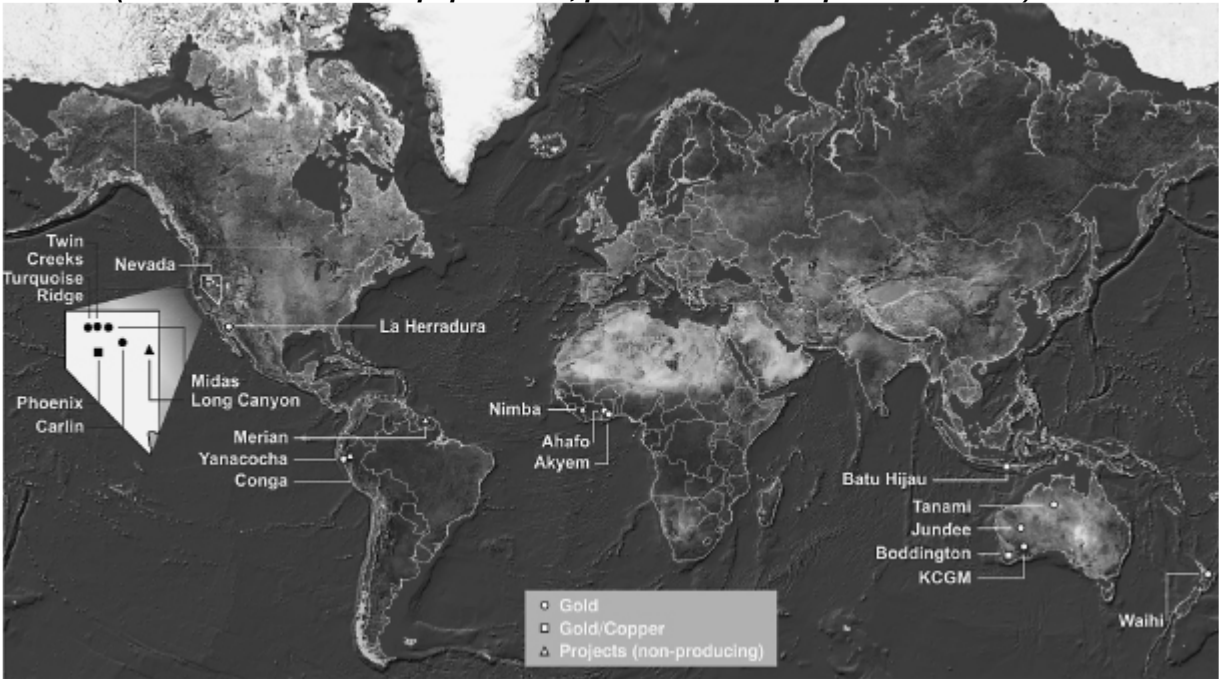 Twin
Creeks
Turquoise
Ridge
Nevada
La Herradura
Midas
Long Canyon
Phoenix
Carlin
Merian
Yanacocha
Conga
Nimba
Ahafo
Akyem
Batu Hijau
Tanami
Jundee
Boddington
KCGM
Waihi
Gold
Gold/Copper
Projects (non-producing)